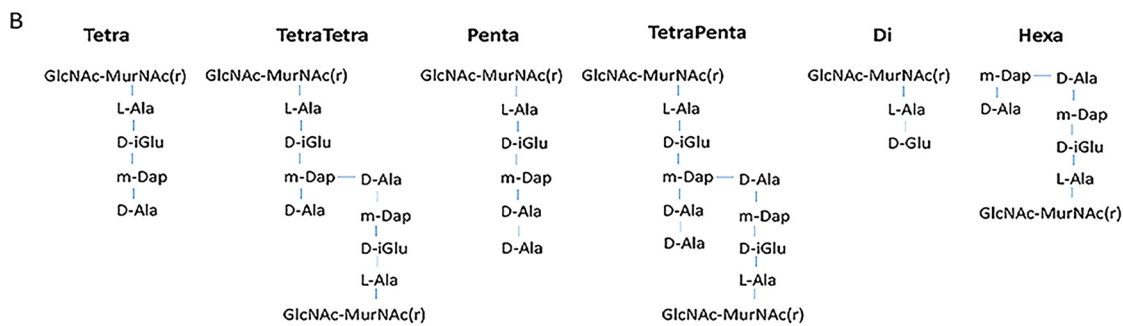 B
Tetra TetraTetra Penta TetraPenta Di Hexa
GlcNAc-MurNAc(r) GlcNAc-MurNAc(r) GlcNAc-MurNAc(r) GlcNAc-MurNAc(r) GlcNAc-MurNAc(r) m-Dap D-Ala
L-Ala L-Ala L-Ala L-Ala L-Ala D-Ala m-Dap
D-iGlu D-iGlu D-iGlu D-iGlu D-Glu D-iGlu
m-Dap m-Dap D-Ala m-Dap m-Dap D-Ala L-Ala
D-Ala D-Ala m-Dap D-Ala D-Ala m-Dap GlcNAc-MurNAc(r)
D-iGlu D-Ala D-Ala D-iGlu
L-Ala L-Ala
GlcNAc-MurNAc(r) GlcNAc-MurNAc(r)